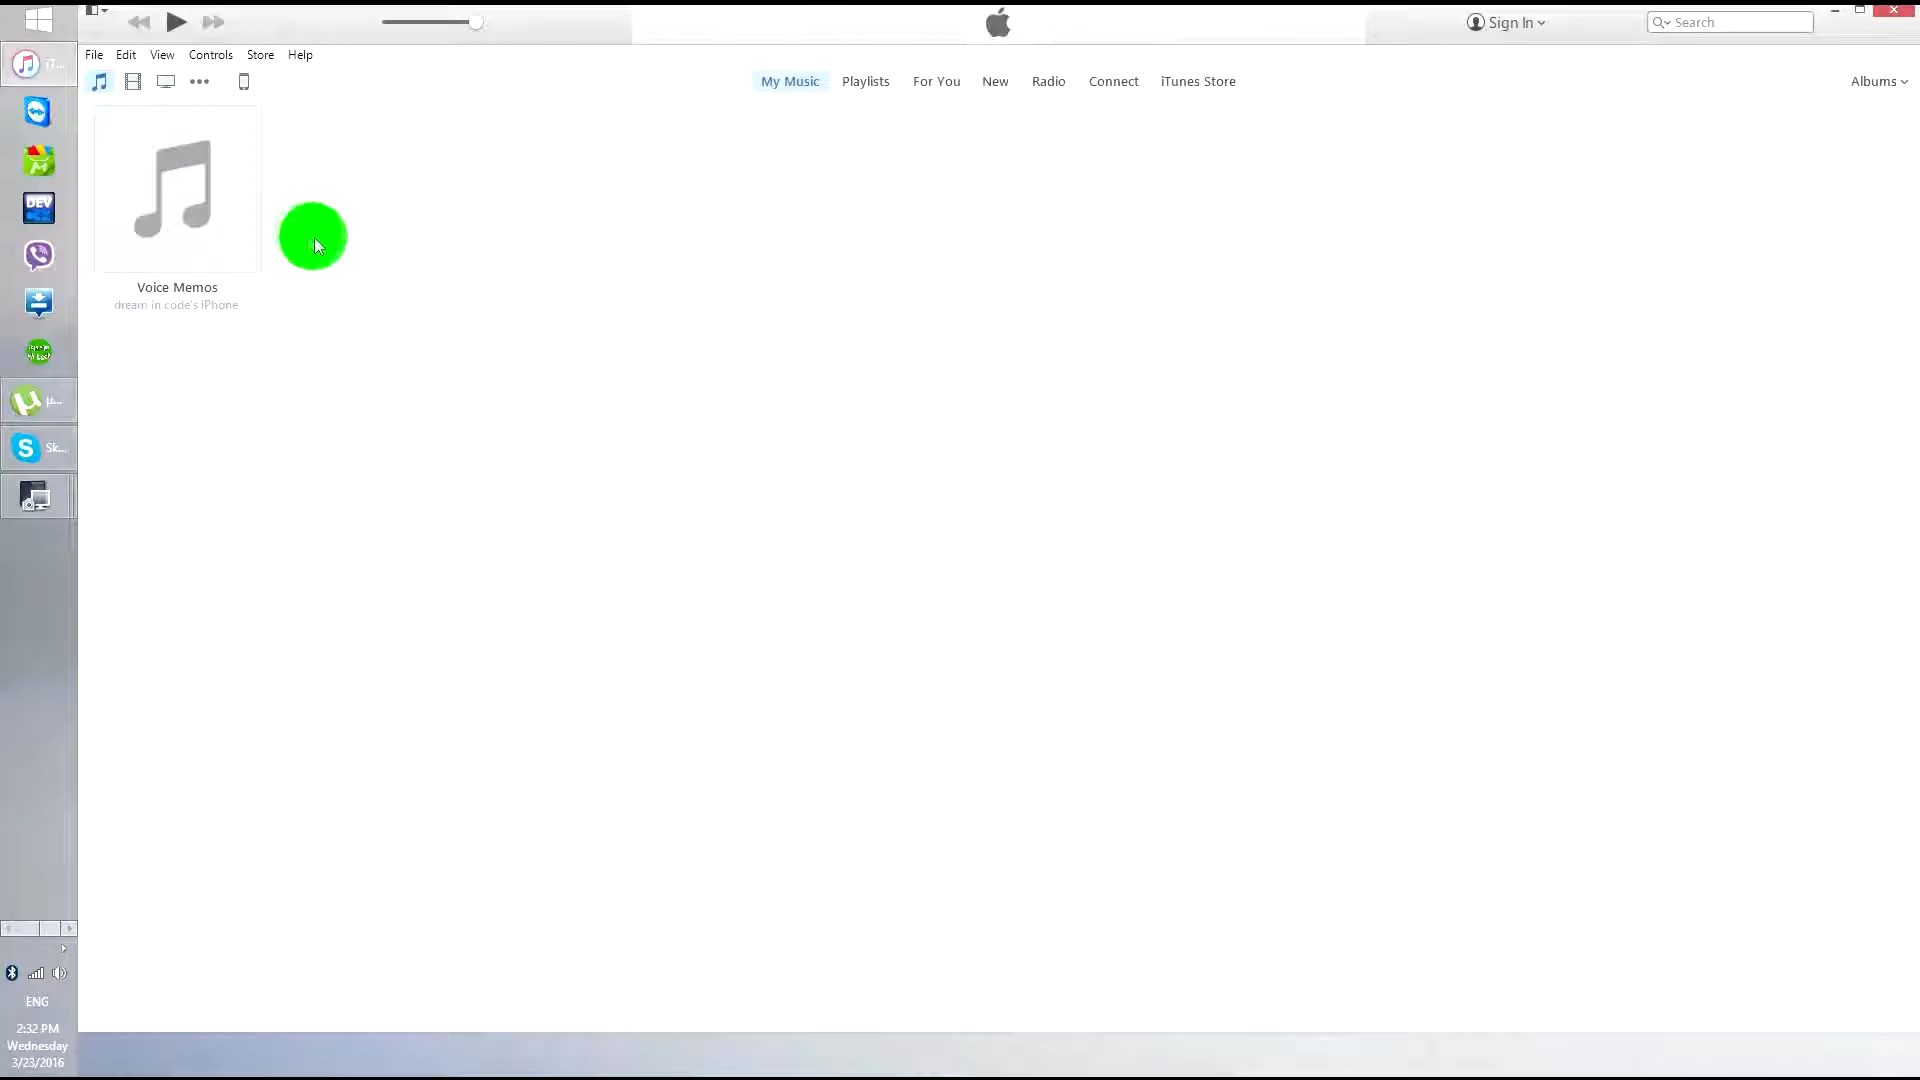 Sign In
Search
File Edit View Controls Store Help
My Music Playlists For You New Radio Connect iTunes Store
Albums
Voice Memos
dream in code's iPhone
iT...
DEV
µ...
S Sk...
ENG
2:32 PM
Wednesday
3/23/2016